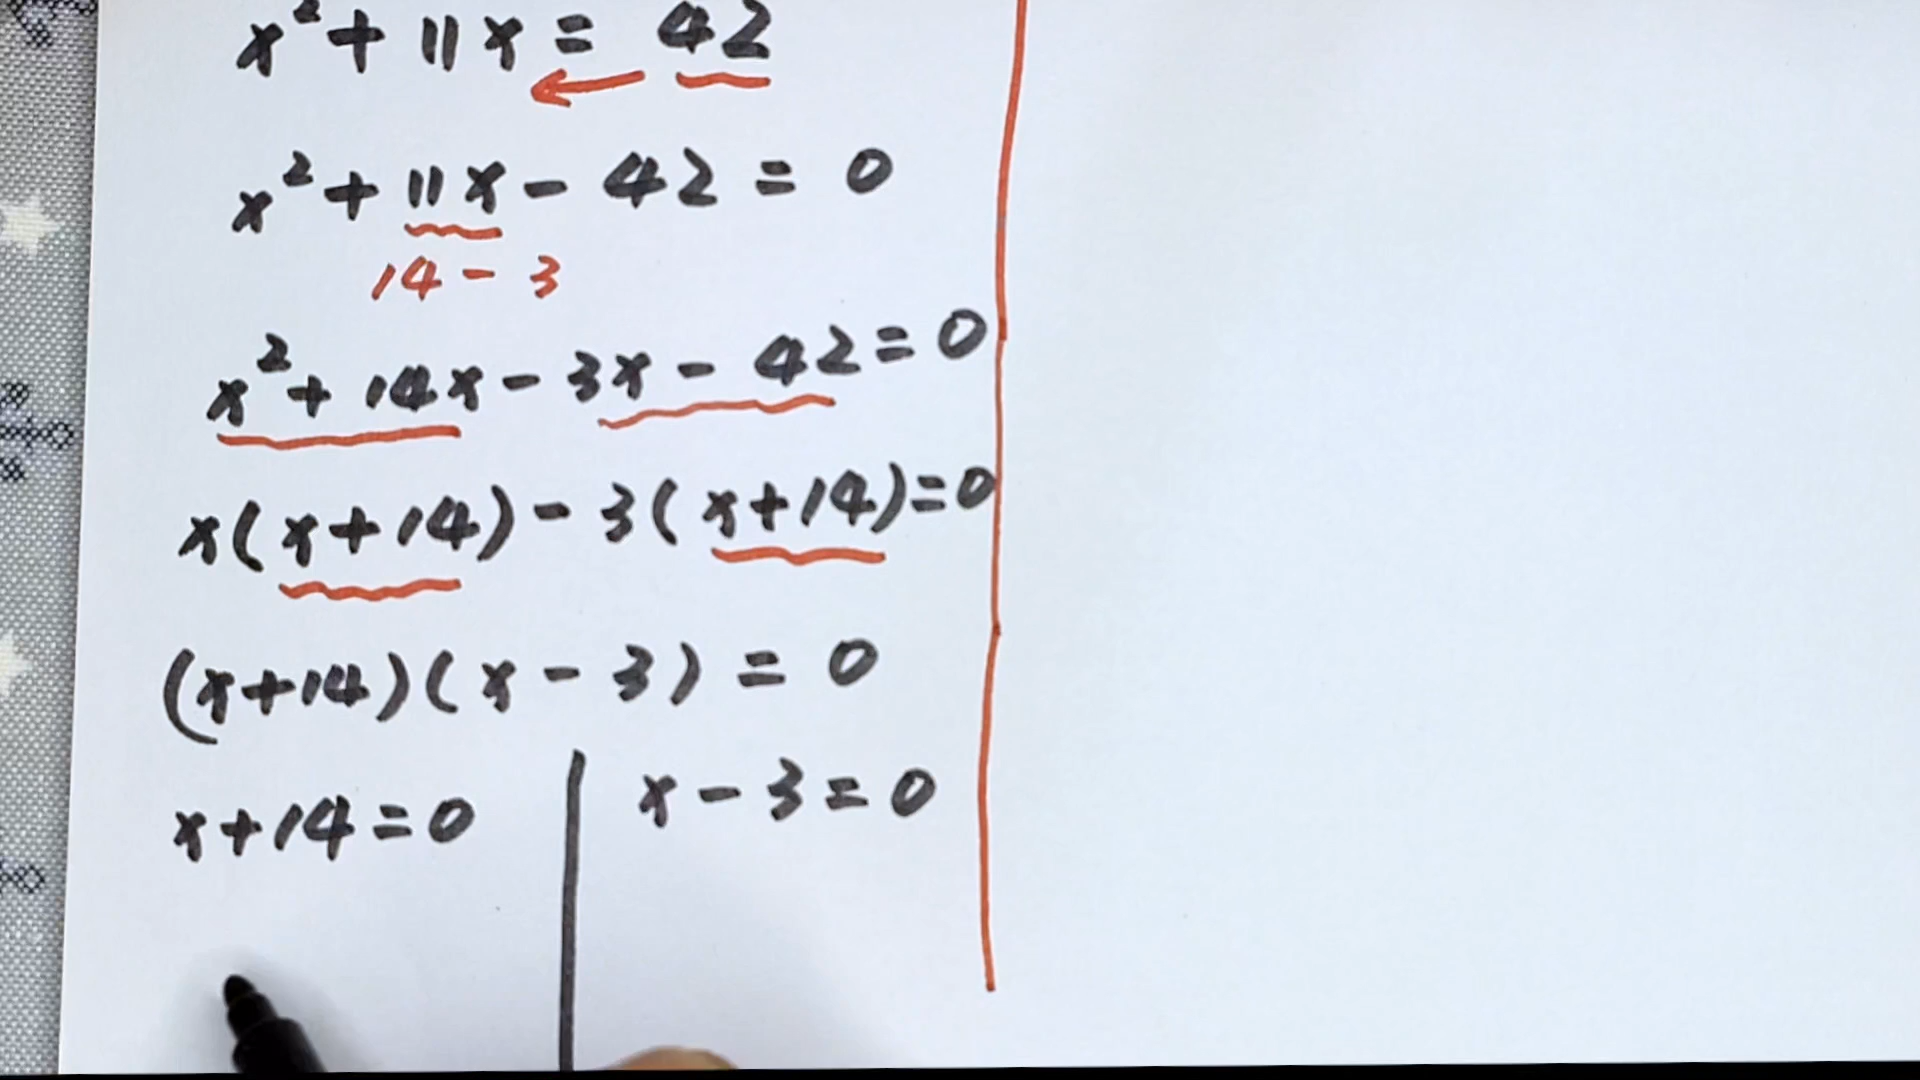 x² + 11x = 42
x² + 11x - 42 = 0
14 - 3
x² + 14x - 3x - 42 = 0
x(x+14) - 3(x+14) = 0
(x+14)(x - 3) = 0
x+14=0
x - 3 = 0